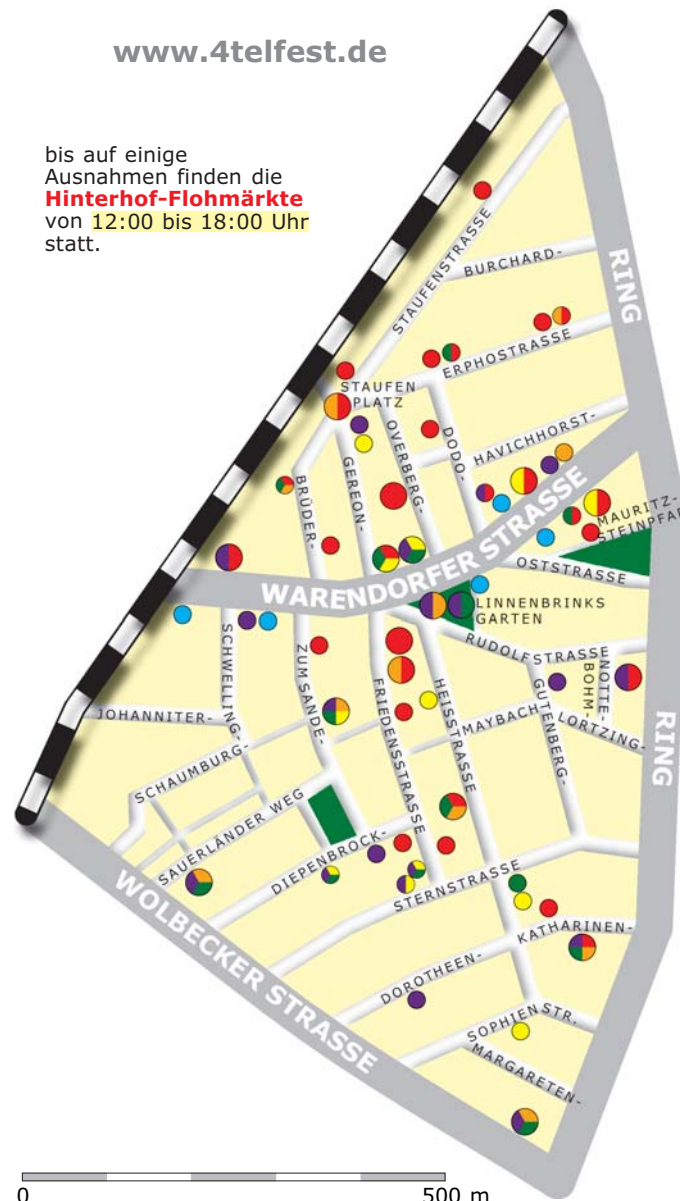 www.4telfest.de
bis auf einige
Ausnahmen finden die
Hinterhof-Flohmärkte
von 12:00 bis 18:00 Uhr
statt.
STAUFENSTRASSE
BURCHARD-
RING
ERPHOSTRASSE
STAUFEN
PLATZ
OVERBERG-
DODO-
HAVICHHORST-
GEREON-
BRÜDER-
MAURITZ-
STEINPFAD
WARENDORFER STRASSE
OSTSTRASSE
LINNENBRINKS
GARTEN
RUDOLFSTRASSE
SCHWELLING-
ZUM SANDE-
FRIEDENSSTRASSE
HEISSTRASSE
GUTENBERG-
BOHM-
NOTTE-
JOHANNITER-
MAYBACH-
LORTZING-
RING
SCHAUMBURG-
SAUERLÄNDER WEG
DIEPENBROCK-
STERNSTRASSE
WOLBECKER STRASSE
KATHARINEN-
DOROTHEEN-
SOPHIENSTR.
MARGARETEN-
0
500 m